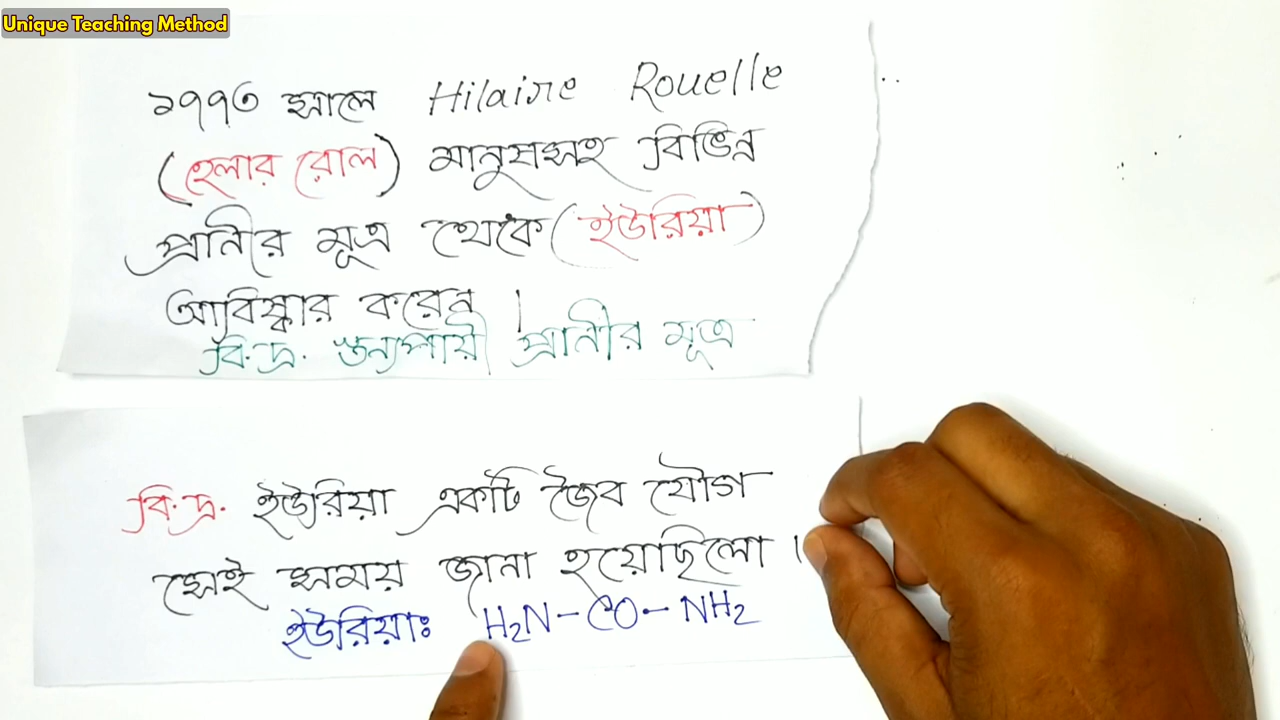 Unique Teaching Method
১৭৭৩ সালে Hilaire Rouelle
(হেলার রোল) মানুষসহ বিভিন্ন
প্রানীর মূত্র থেকে (ইউরিয়া)
আবিস্কার করেন।
বি.দ্র. স্তন্যপায়ী প্রানীর মূত্র
বি.দ্র. ইউরিয়া একটি জৈব যৌগ
সেই সময় জানা হয়েছিলো।
ইউরিয়াঃ H₂N–CO–NH₂